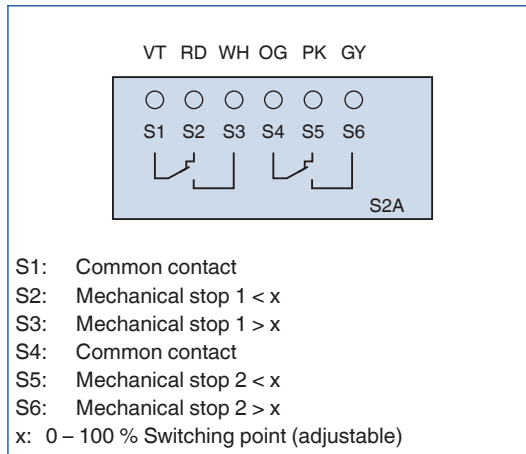 VT RD WH OG PK GY
S1 S2 S3 S4 S5 S6
S2A
S1: Common contact
S2: Mechanical stop 1 < x
S3: Mechanical stop 1 > x
S4: Common contact
S5: Mechanical stop 2 < x
S6: Mechanical stop 2 > x
x: 0 – 100 % Switching point (adjustable)